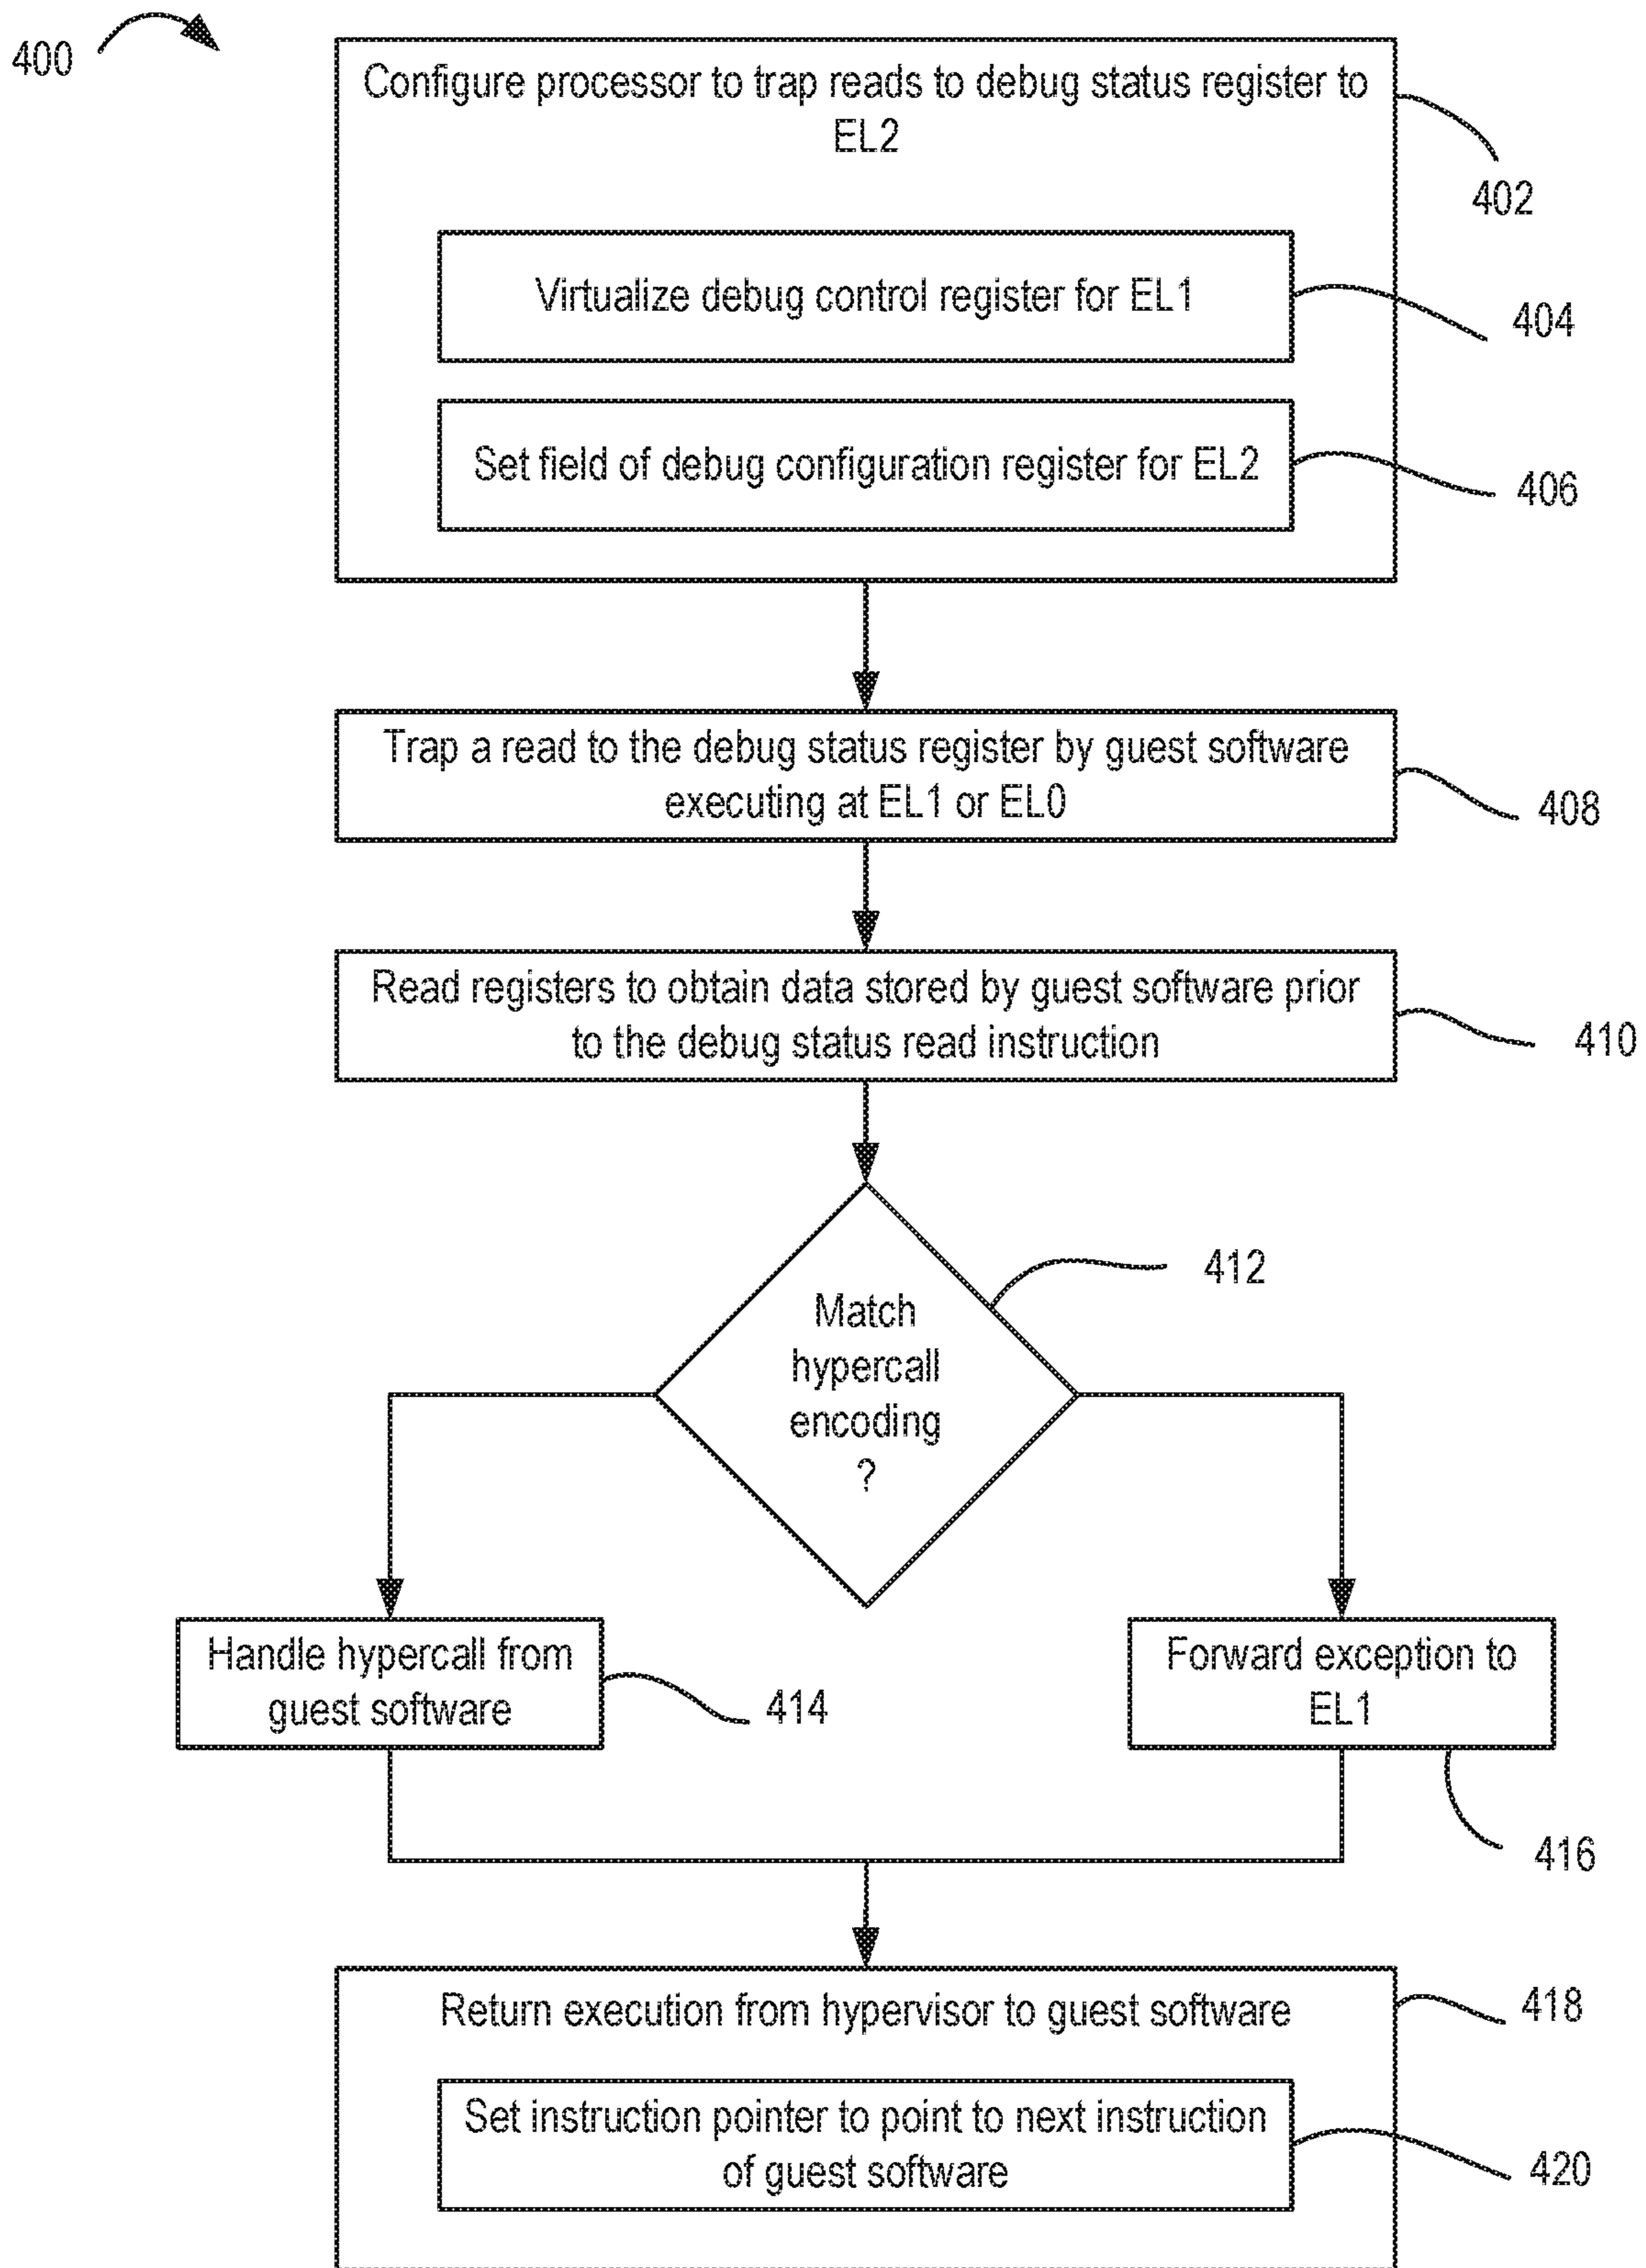 400
Configure processor to trap reads to debug status register to
EL2
402
Virtualize debug control register for EL1
404
Set field of debug configuration register for EL2
406
Trap a read to the debug status register by guest software
executing at EL1 or EL0
408
Read registers to obtain data stored by guest software prior
to the debug status read instruction
410
412
Match
hypercall
encoding
?
Handle hypercall from
guest software
414
Forward exception to
EL1
416
Return execution from hypervisor to guest software
418
Set instruction pointer to point to next instruction
of guest software
420